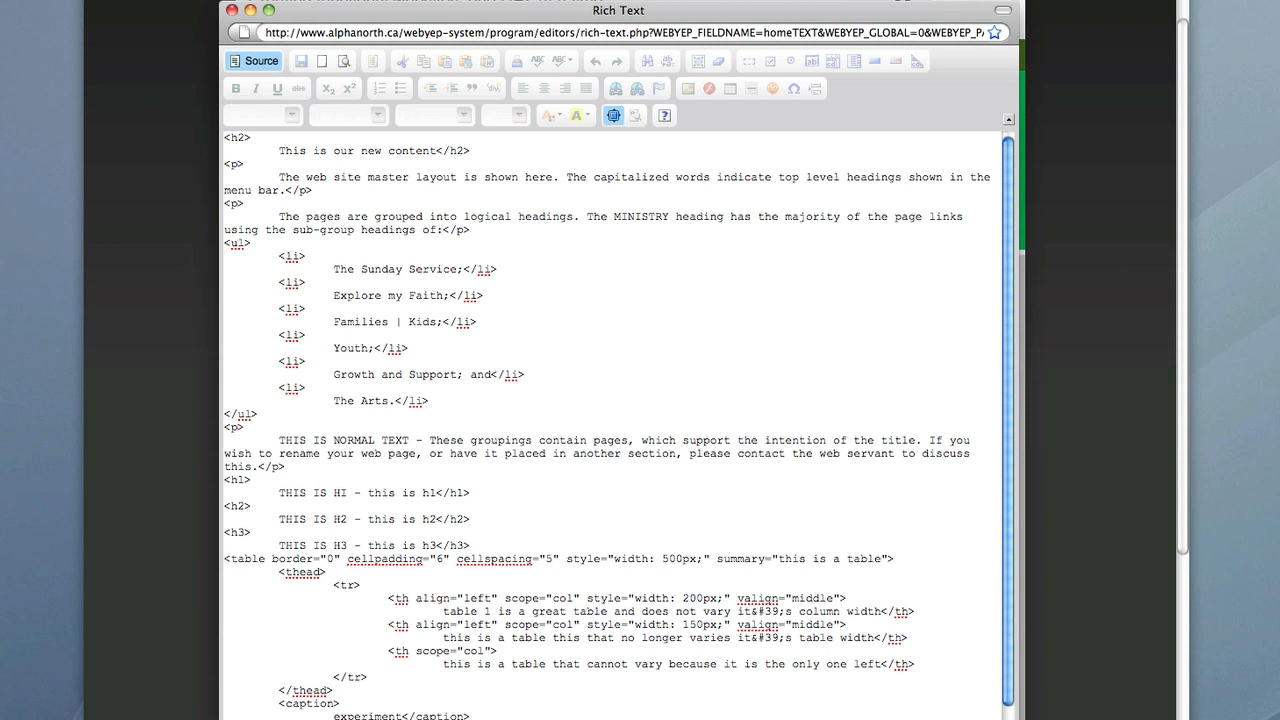 Rich Text
http://www.alphanorth.ca/webyep-system/program/editors/rich-text.php?WEBYEP_FIELDNAME=homeTEXT&WEBYEP_GLOBAL=0&WEBYEP_PA
Source
B I U ABC X₂ X²
<h2>
This is our new content</h2>
<p>
The web site master layout is shown here. The capitalized words indicate top level headings shown in the
menu bar.</p>
<p>
The pages are grouped into logical headings. The MINISTRY heading has the majority of the page links
using the sub-group headings of:</p>
<ul>
<li>
The Sunday Service;</li>
<li>
Explore my Faith;</li>
<li>
Families | Kids;</li>
<li>
Youth;</li>
<li>
Growth and Support; and</li>
<li>
The Arts.</li>
</ul>
<p>
THIS IS NORMAL TEXT - These groupings contain pages, which support the intention of the title. If you
wish to rename your web page, or have it placed in another section, please contact the web servant to discuss
this.</p>
<h1>
THIS IS HI - this is h1</h1>
<h2>
THIS IS H2 - this is h2</h2>
<h3>
THIS IS H3 - this is h3</h3>
<table border="0" cellpadding="6" cellspacing="5" style="width: 500px;" summary="this is a table">
<thead>
<tr>
<th align="left" scope="col" style="width: 200px;" valign="middle">
table 1 is a great table and does not vary it&#39;s column width</th>
<th align="left" scope="col" style="width: 150px;" valign="middle">
this is a table this that no longer varies it&#39;s table width</th>
<th scope="col">
this is a table that cannot vary because it is the only one left</th>
</tr>
</thead>
<caption>
experiment</caption>